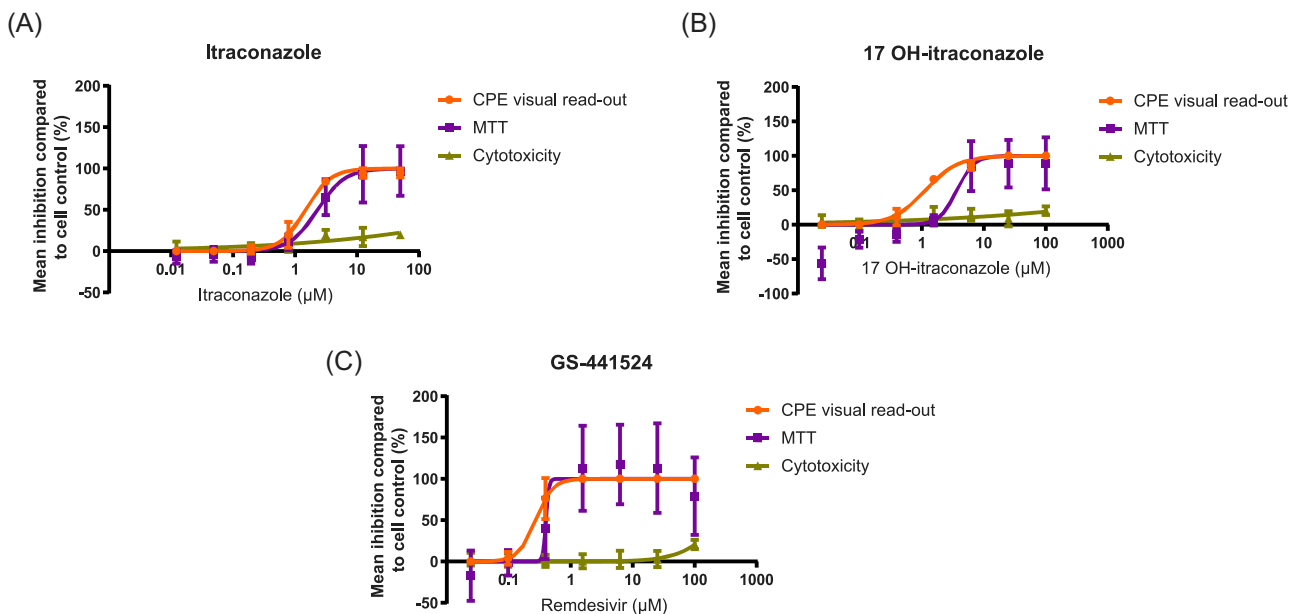 (A)
Itraconazole
Mean inhibition compared
to cell control (%)
200
150
100
50
0
-50
0.01
0.1
1
10
100
Itraconazole (µM)
CPE visual read-out
MTT
Cytotoxicity
(B)
17 OH-itraconazole
Mean inhibition compared
to cell control (%)
200
150
100
50
0
-50
-100
0.1
1
10
100
1000
17 OH-itraconazole (µM)
CPE visual read-out
MTT
Cytotoxicity
(C)
GS-441524
Mean ihibition compared
to cell control (%)
200
150
100
50
0
-50
0.1
1
10
100
1000
Remdesivir (µM)
CPE visual read-out
MTT
Cytotoxicity